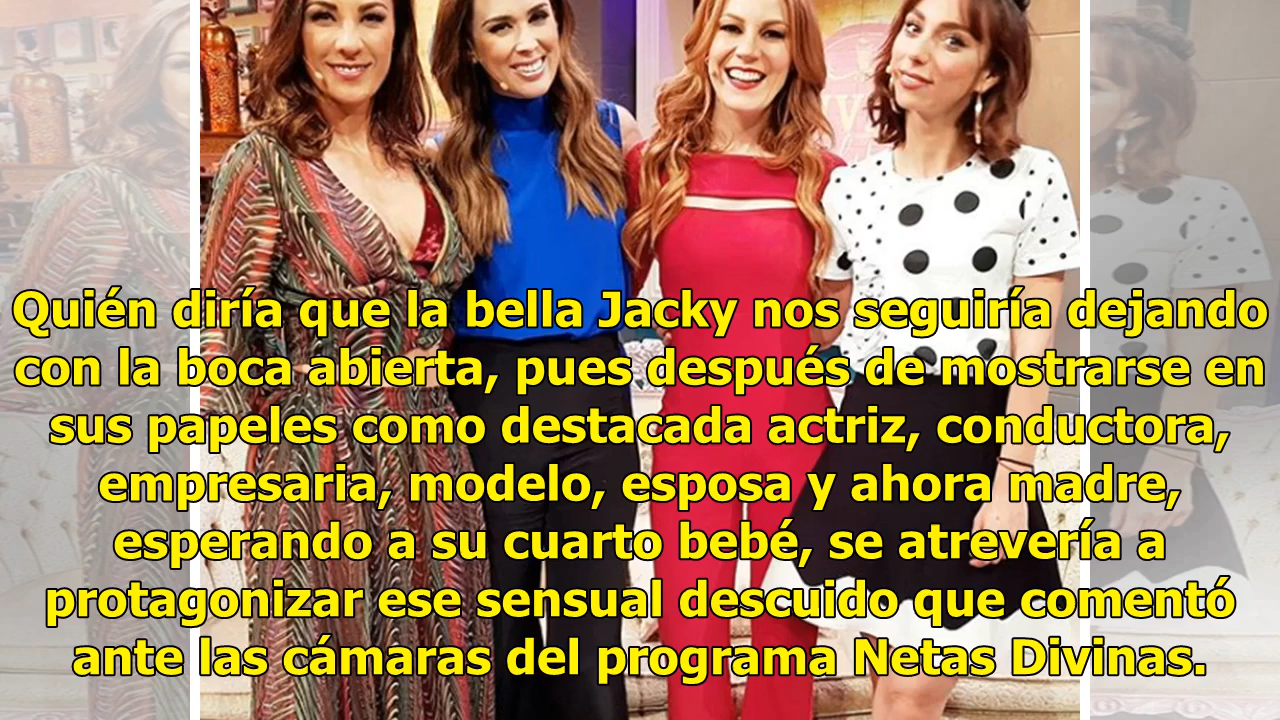 Quién diría que la bella Jacky nos seguiría dejando
con la boca abierta, pues después de mostrarse en
sus papeles como destacada actriz, conductora,
empresaria, modelo, esposa y ahora madre,
esperando a su cuarto bebé, se atrevería a
protagonizar ese sensual descuido que comentó
ante las cámaras del programa Netas Divinas.